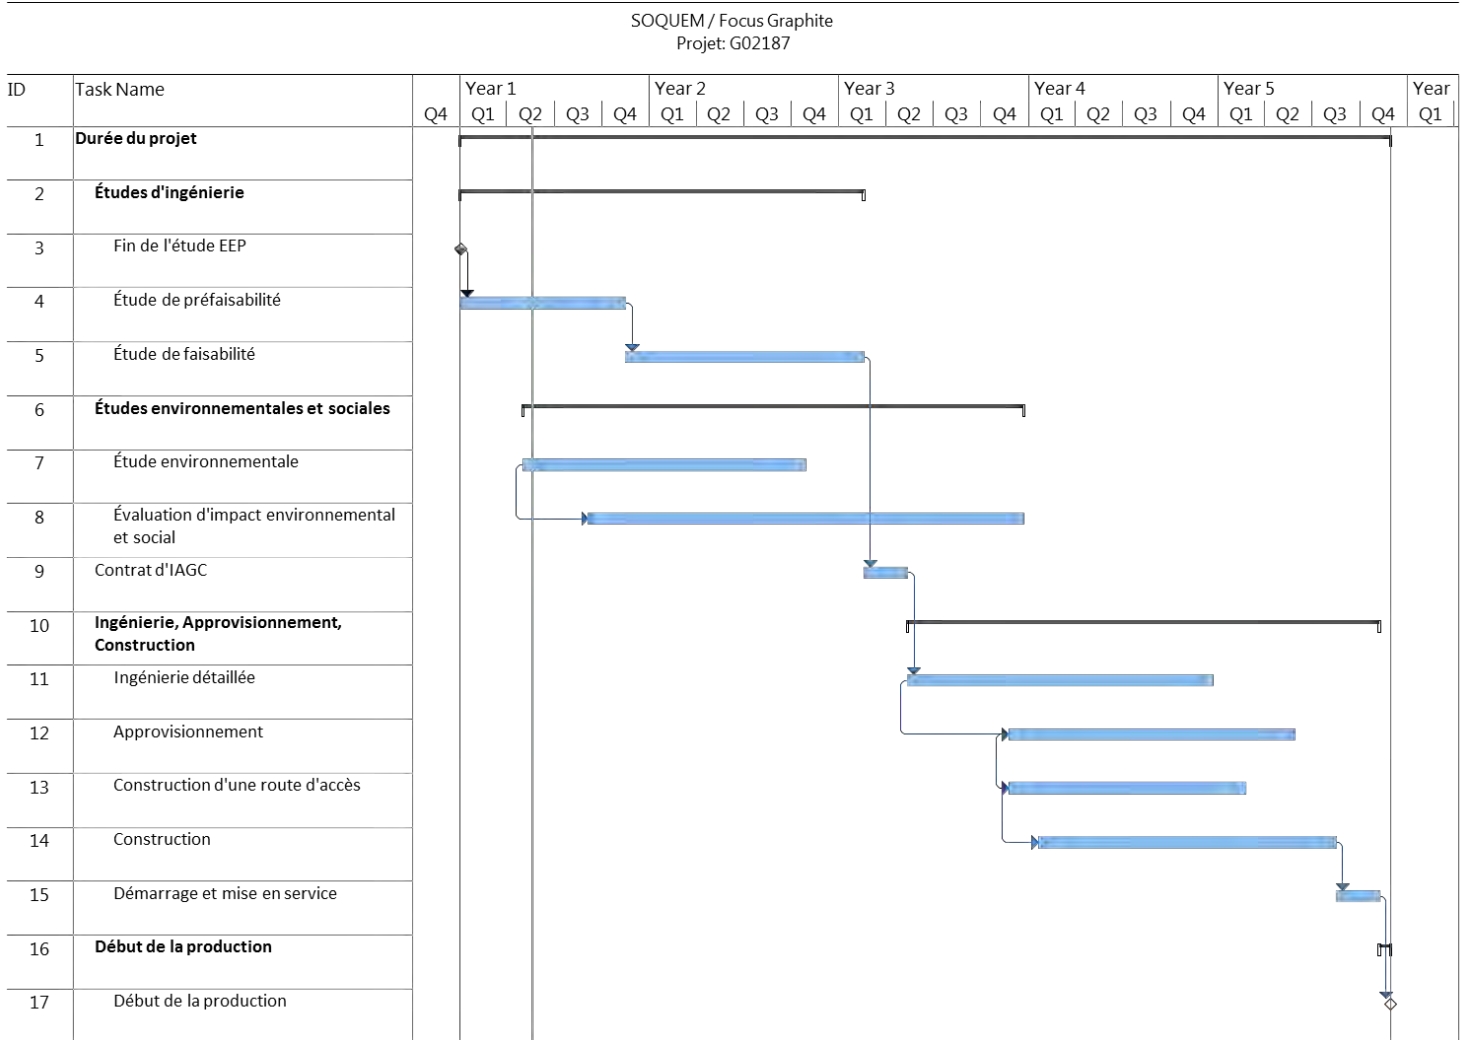 SOQUEM / Focus Graphite
Projet: G02187
ID Task Name Year 1 Year 2 Year 3 Year 4 Year 5 Year
Q4 Q1 Q2 Q3 Q4 Q1 Q2 Q3 Q4 Q1 Q2 Q3 Q4 Q1 Q2 Q3 Q4 Q1 Q2 Q3 Q4 Q1
1 Durée du projet
2 Études d'ingénierie
3 Fin de l'étude EEP
4 Étude de préfaisabilité
5 Étude de faisabilité
6 Études environnementales et sociales
7 Étude environnementale
8 Évaluation d'impact environnemental
et social
9 Contrat d'IAGC
10 Ingénierie, Approvisionnement,
Construction
11 Ingénierie détaillée
12 Approvisionnement
13 Construction d'une route d'accès
14 Construction
15 Démarrage et mise en service
16 Début de la production
17 Début de la production